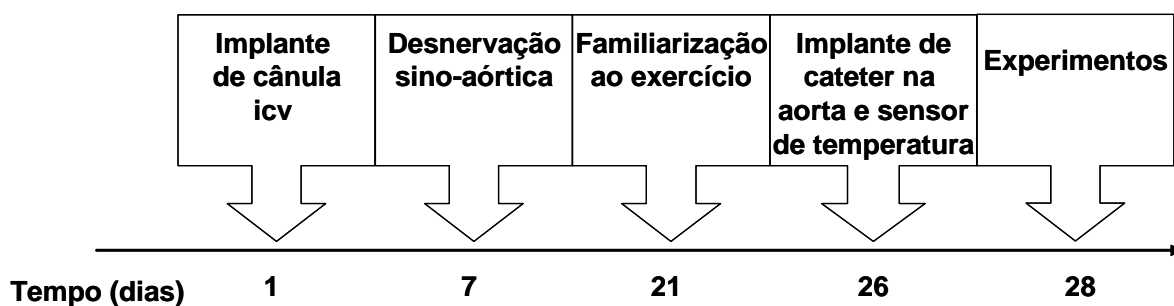 Implante
de cânula
icv
Desnervação
sino-aórtica
Familiarização
ao exercício
Implante de
cateter na
aorta e sensor
de temperatura
Experimentos
Tempo (dias) 1 7 21 26 28